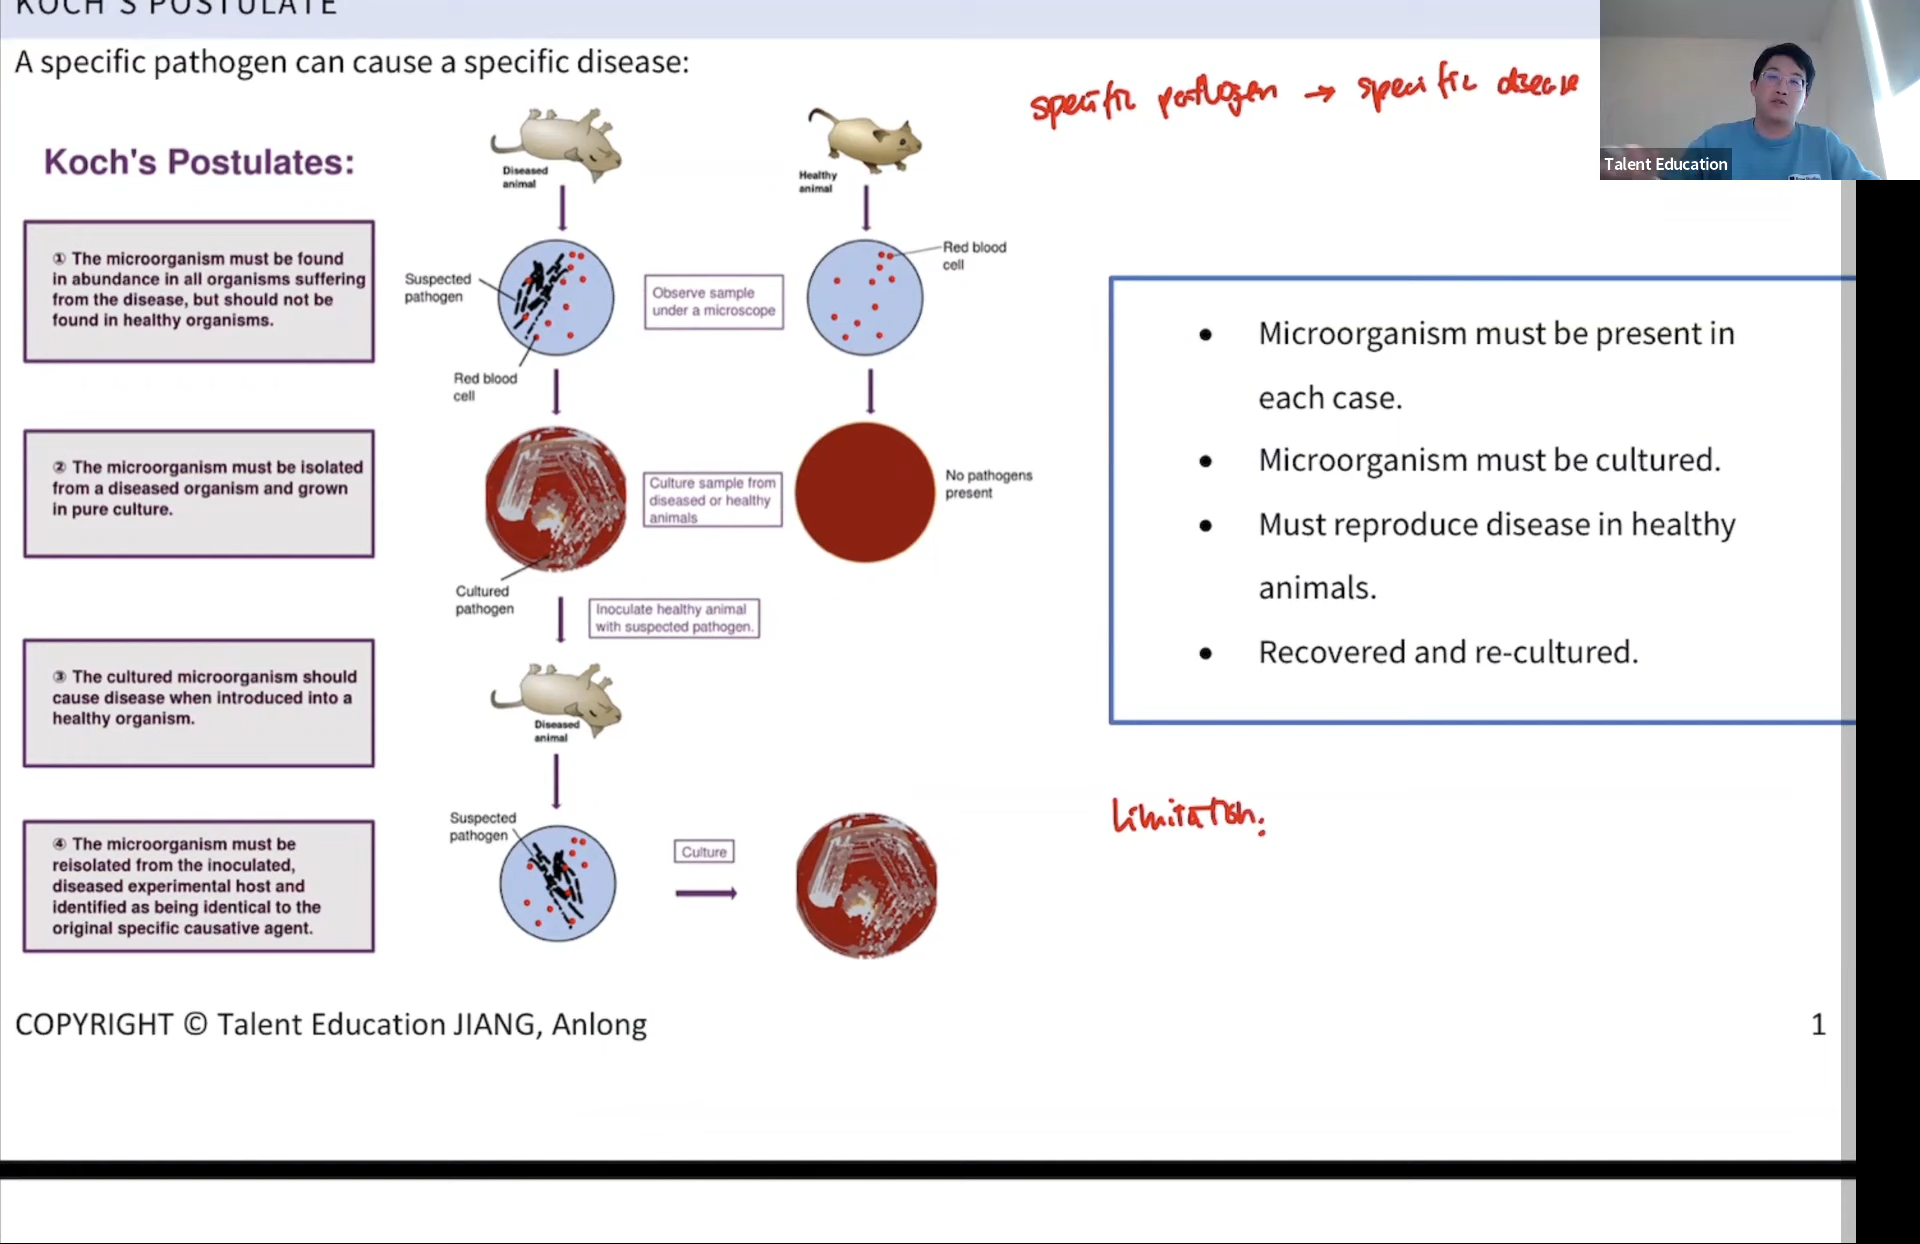 KOCH'S POSTULATE
A specific pathogen can cause a specific disease:
specific pathogen → specific disease
Talent Education
Koch's Postulates:
Diseased
animal
Healthy
animal
① The microorganism must be found
in abundance in all organisms suffering
from the disease, but should not be
found in healthy organisms.
Suspected
pathogen
Red blood
cell
Observe sample
under a microscope
Red blood
cell
② The microorganism must be isolated
from a diseased organism and grown
in pure culture.
Culture sample from
diseased or healthy
animals
No pathogens
present
Cultured
pathogen
Inoculate healthy animal
with suspected pathogen.
③ The cultured microorganism should
cause disease when introduced into a
healthy organism.
Diseased
animal
④ The microorganism must be
reisolated from the inoculated,
diseased experimental host and
identified as being identical to the
original specific causative agent.
Suspected
pathogen
Culture
• Microorganism must be present in
each case.
• Microorganism must be cultured.
• Must reproduce disease in healthy
animals.
• Recovered and re-cultured.
Limitation:
COPYRIGHT © Talent Education JIANG, Anlong
1